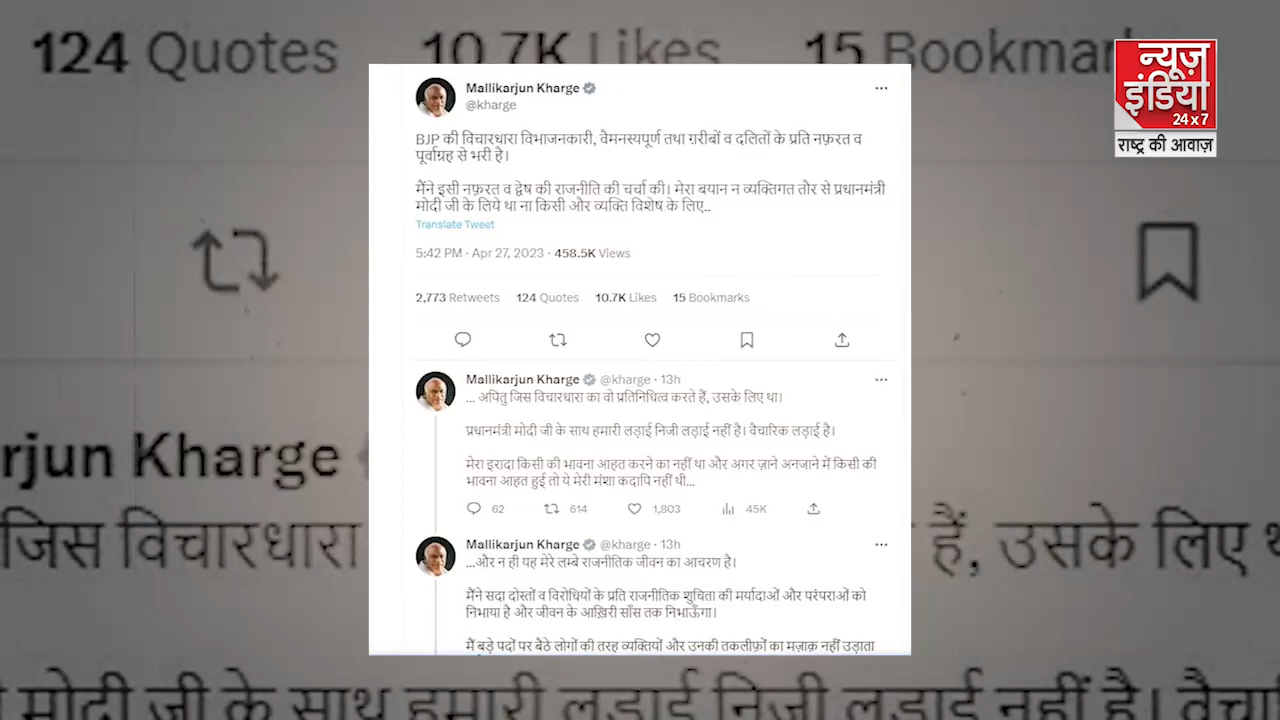 124 Quotes 10.7K Likes 15 Bookmar
न्यूज़
इंडिया
24x7
राष्ट्र की आवाज़
Mallikarjun Kharge
@kharge
BJP की विचारधारा विभाजनकारी, वैमनस्यपूर्ण तथा ग़रीबों व दलितों के प्रति नफ़रत व
पूर्वाग्रह से भरी है।
मैंने इसी नफ़रत व द्वेष की राजनीति की चर्चा की। मेरा बयान न व्यक्तिगत तौर से प्रधानमंत्री
मोदी जी के लिये था ना किसी और व्यक्ति विशेष के लिए..
Translate Tweet
5:42 PM · Apr 27, 2023 · 458.5K Views
2,773 Retweets 124 Quotes 10.7K Likes 15 Bookmarks
Mallikarjun Kharge @kharge · 13h
... अपितु जिस विचारधारा का वो प्रतिनिधित्व करते हैं, उसके लिए था।
प्रधानमंत्री मोदी जी के साथ हमारी लड़ाई निजी लड़ाई नहीं है। वैचारिक लड़ाई है।
मेरा इरादा किसी की भावना आहत करने का नहीं था और अगर ज़ाने अनजाने में किसी की
भावना आहत हुई तो ये मेरी मंशा कदापि नहीं थी...
62 614 1,803 45K
Mallikarjun Kharge @kharge · 13h
...और न ही यह मेरे लम्बे राजनीतिक जीवन का आचरण है।
मैंने सदा दोस्तों व विरोधियों के प्रति राजनीतिक शुचिता की मर्यादाओं और परंपराओं को
निभाया है और जीवन के आख़िरी साँस तक निभाऊँगा।
मैं बड़े पदों पर बैठे लोगों की तरह व्यक्तियों और उनकी तकलीफ़ों का मज़ाक़ नहीं उड़ाता
rjun Kharge
जिस विचारधारा हैं, उसके लिए थ
मोदी जी के साथ हमारी लड़ाई निजी लड़ाई नहीं है। वैचा